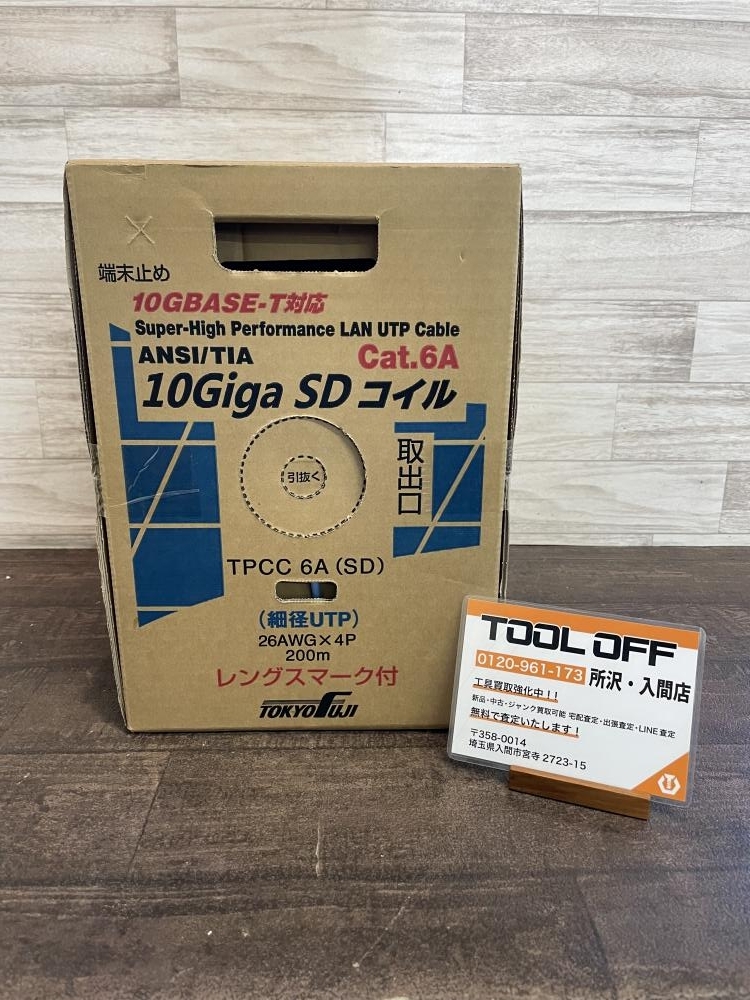 端末止め
10GBASE-T対応
Super-High Performance LAN UTP Cable
ANSI/TIA Cat.6A
10Giga SD コイル
引抜く
取出口
TPCC 6A (SD)
(細径UTP)
26AWG×4P
200m
レングスマーク付
TOKYO FUJI
TOOL OFF
0120-961-173 所沢・入間店
工具買取強化中!!
新品・中古・ジャンク買取可能 宅配査定・出張査定・LINE査定
無料で査定いたします!
〒358-0014
埼玉県入間市宮寺 2723-15